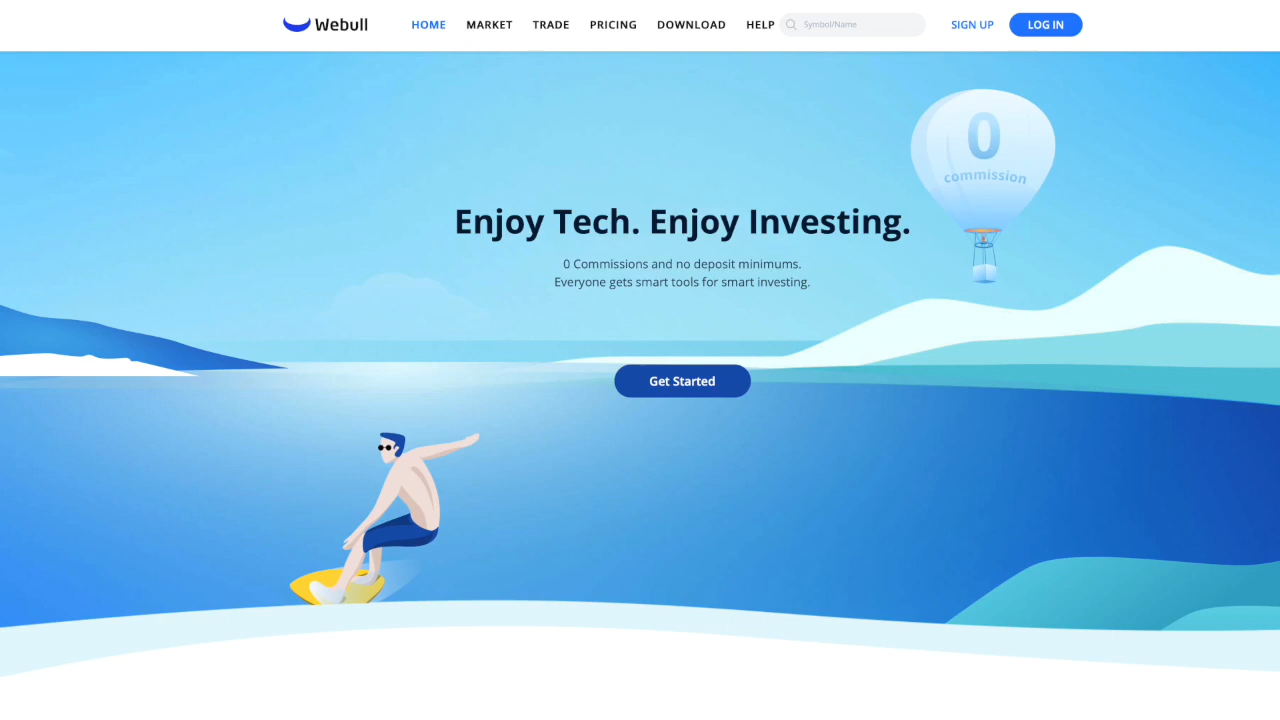 Webull HOME MARKET TRADE PRICING DOWNLOAD HELP Symbol/Name SIGN UP LOG IN
0
commission
Enjoy Tech. Enjoy Investing.
0 Commissions and no deposit minimums.
Everyone gets smart tools for smart investing.
Get Started